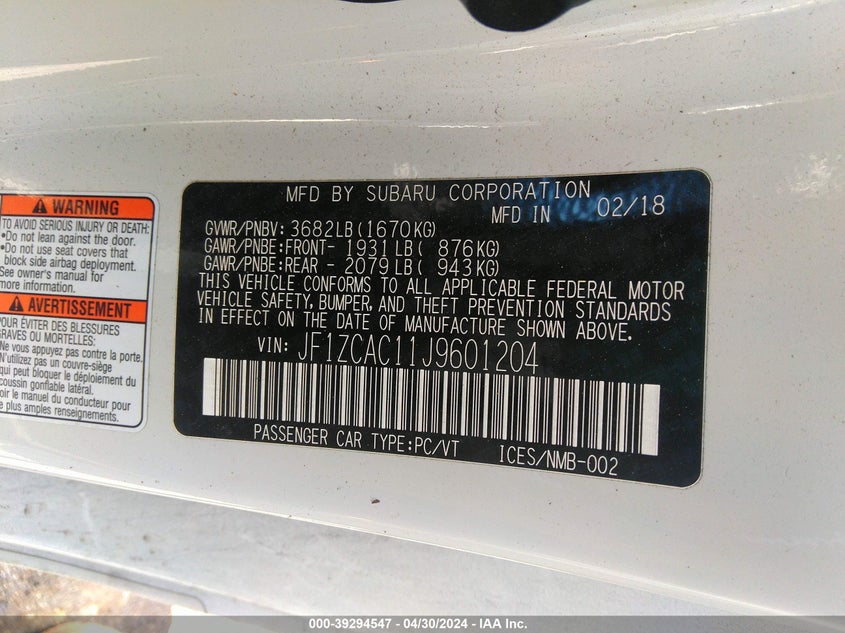 WARNING
TO AVOID SERIOUS INJURY OR DEATH:
•Do not lean against the door.
•Do not use seat covers that
block side airbag deployment.
•See owner's manual for
more information.
AVERTISSEMENT
POUR ÉVITER DES BLESSURES
GRAVES OU MORTELLES:
•Ne vous appuyez pas contre la porte.
N'utilisez pas un couvre-siège
qui peut bloquer le déploiement du
coussin gonflable latéral.
Voir le manuel du conducteur pour
de plus amples renseignements.
MFD BY SUBARU CORPORATION
MFD IN 02/18
GVWR/PNBV: 3682LB(1670KG)
GAWR/PNBE:FRONT- 1931LB( 876KG)
GAWR/PNBE:REAR - 2079LB( 943KG)
THIS VEHICLE CONFORMS TO ALL APPLICABLE FEDERAL MOTOR
VEHICLE SAFETY, BUMPER, AND THEFT PREVENTION STANDARDS
IN EFFECT ON THE DATE OF MANUFACTURE SHOWN ABOVE.
VIN: JF1ZCAC11J9601204
PASSENGER CAR TYPE:PC/VT ICES/NMB-002
000-39294547 - 04/30/2024 - IAA Inc.